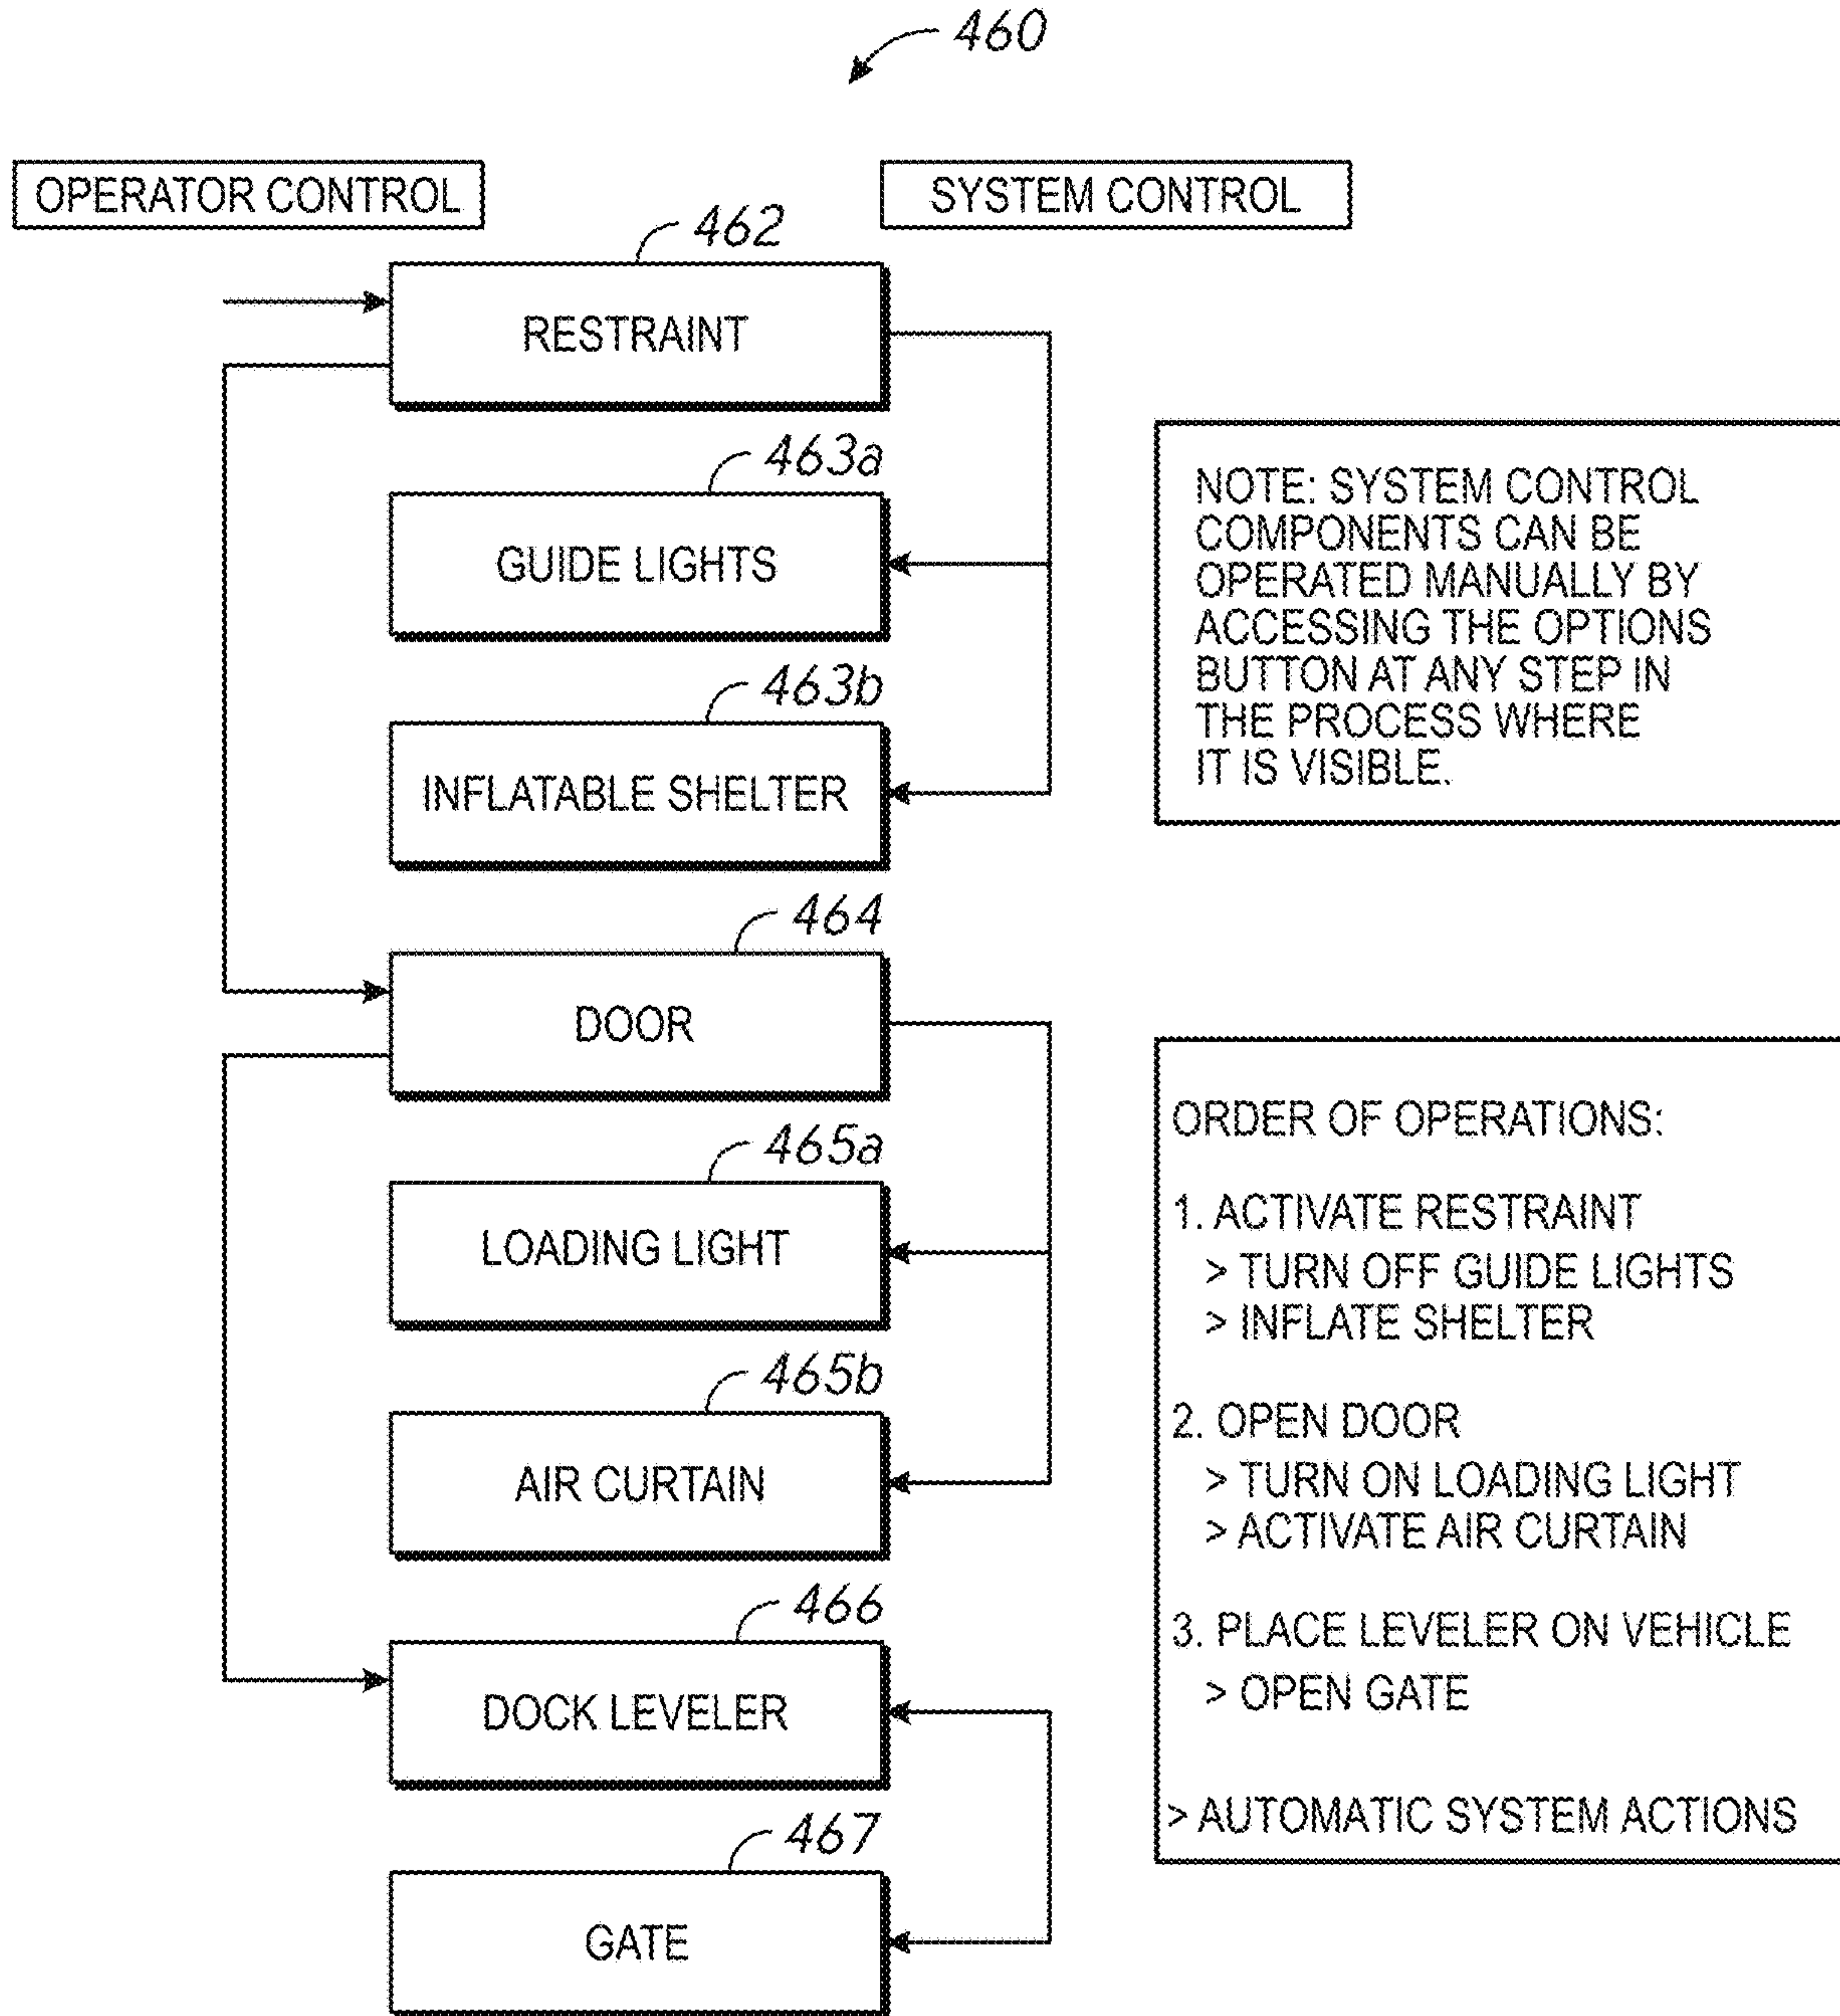 460
OPERATOR CONTROL
SYSTEM CONTROL
462
RESTRAINT
463a
GUIDE LIGHTS
463b
INFLATABLE SHELTER
464
DOOR
465a
LOADING LIGHT
465b
AIR CURTAIN
466
DOCK LEVELER
467
GATE
NOTE: SYSTEM CONTROL
COMPONENTS CAN BE
OPERATED MANUALLY BY
ACCESSING THE OPTIONS
BUTTON AT ANY STEP IN
THE PROCESS WHERE
IT IS VISIBLE.
ORDER OF OPERATIONS:
1. ACTIVATE RESTRAINT
> TURN OFF GUIDE LIGHTS
> INFLATE SHELTER
2. OPEN DOOR
> TURN ON LOADING LIGHT
> ACTIVATE AIR CURTAIN
3. PLACE LEVELER ON VEHICLE
> OPEN GATE
> AUTOMATIC SYSTEM ACTIONS